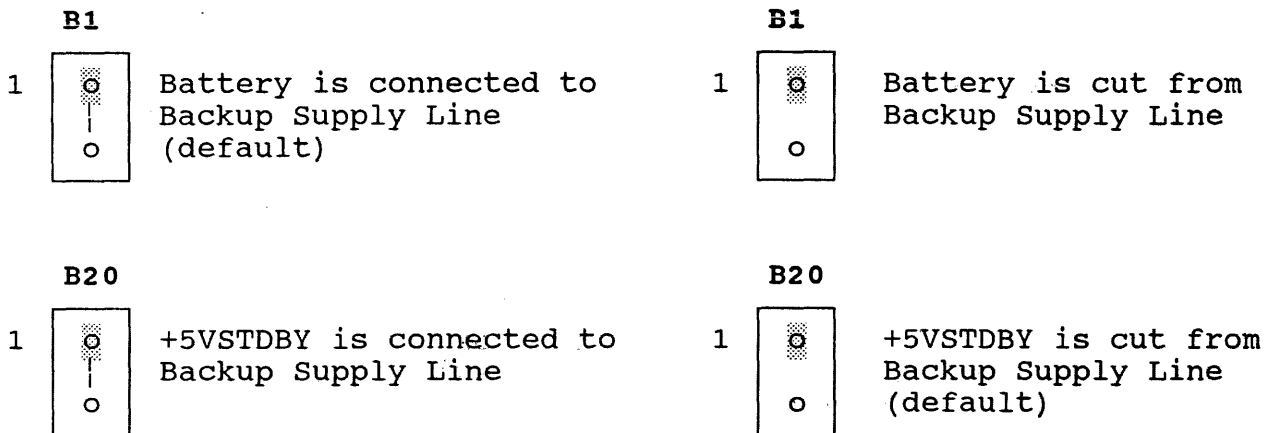 B1
1 Battery is connected to
Backup Supply Line
(default)
B1
1 Battery is cut from
Backup Supply Line
B20
1 +5VSTDBY is connected to
Backup Supply Line
B20
1 +5VSTDBY is cut from
Backup Supply Line
(default)